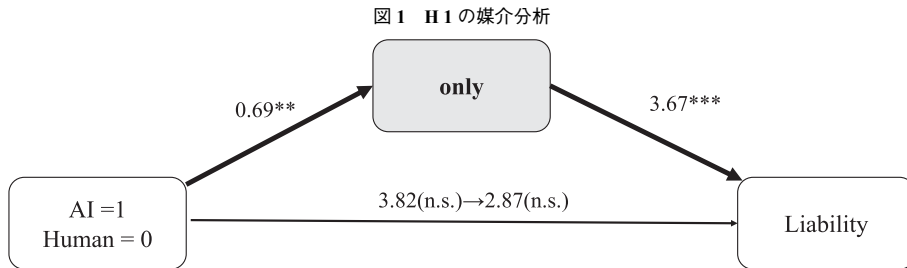 図1 H1の媒介分析
only
0.69**
3.67***
3.82(n.s.)→2.87(n.s.)
AI =1
Human = 0
Liability